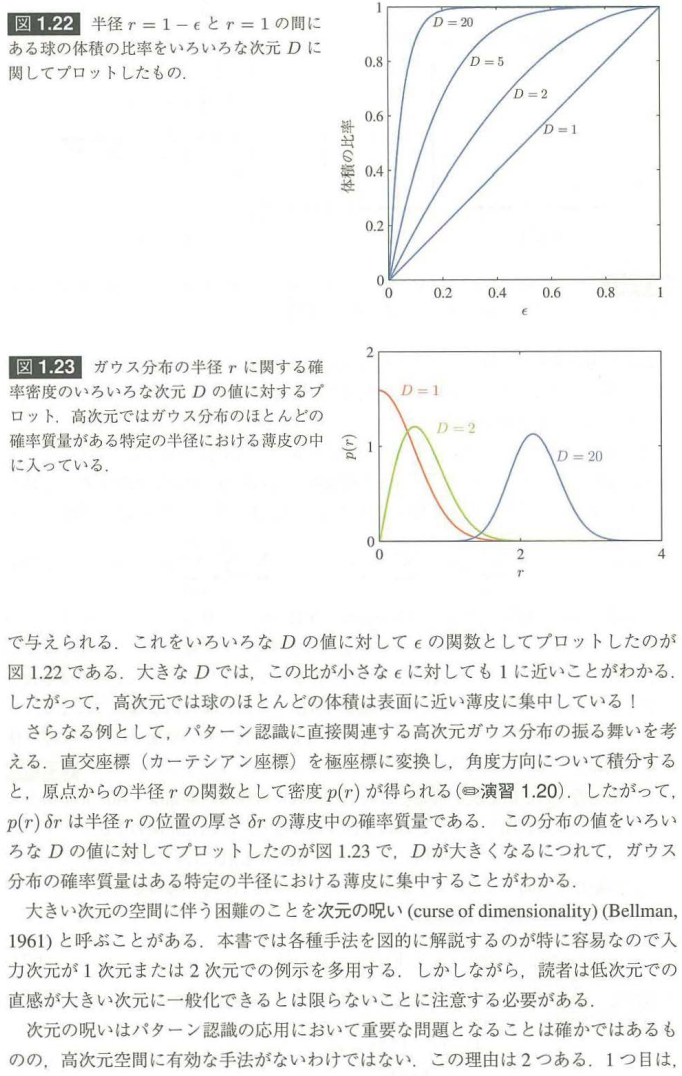 図 1.22 半径 r = 1 − ϵ と r = 1 の間に
ある球の体積の比率をいろいろな次元 D に
関してプロットしたもの．
1
0.8
0.6
0.4
0.2
0
体積の比率
D = 20
D = 5
D = 2
D = 1
0 0.2 0.4 0.6 0.8 1
ϵ
図 1.23 ガウス分布の半径 r に関する確
率密度のいろいろな次元 D の値に対するプ
ロット．高次元ではガウス分布のほとんどの
確率質量がある特定の半径における薄皮の中
に入っている．
2
1
0
p(r)
D = 1
D = 2
D = 20
0 2 4
r
で与えられる．これをいろいろな D の値に対して ϵ の関数としてプロットしたのが
図 1.22 である．大きな D では，この比が小さな ϵ に対しても 1 に近いことがわかる．
したがって，高次元では球のほとんどの体積は表面に近い薄皮に集中している！
さらなる例として，パターン認識に直接関連する高次元ガウス分布の振る舞いを考
える．直交座標（カーテシアン座標）を極座標に変換し，角度方向について積分する
と，原点からの半径 r の関数として密度 p(r) が得られる(✏演習 1.20)．したがって，
p(r) δr は半径 r の位置の厚さ δr の薄皮中の確率質量である．この分布の値をいろい
ろな D の値に対してプロットしたのが図 1.23 で，D が大きくなるにつれて，ガウス
分布の確率質量はある特定の半径における薄皮に集中することがわかる．
大きい次元の空間に伴う困難のことを次元の呪い (curse of dimensionality) (Bellman,
1961) と呼ぶことがある．本書では各種手法を図的に解説するのが特に容易なので入
力次元が 1 次元または 2 次元での例示を多用する．しかしながら，読者は低次元での
直感が大きい次元に一般化できるとは限らないことに注意する必要がある．
次元の呪いはパターン認識の応用において重要な問題となることは確かではあるも
のの，高次元空間に有効な手法がないわけではない．この理由は 2 つある．1 つ目は，